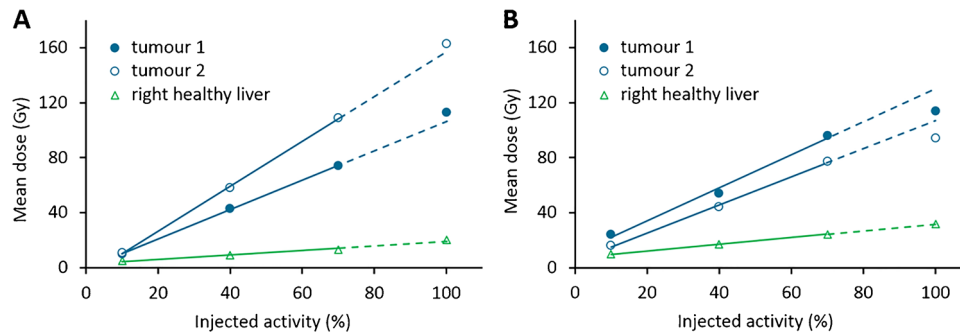 A
160
120
80
40
0
Mean dose (Gy)
tumour 1
tumour 2
right healthy liver
0 20 40 60 80 100
Injected activity (%)
B
160
120
80
40
0
Mean dose (Gy)
tumour 1
tumour 2
right healthy liver
0 20 40 60 80 100
Injected activity (%)